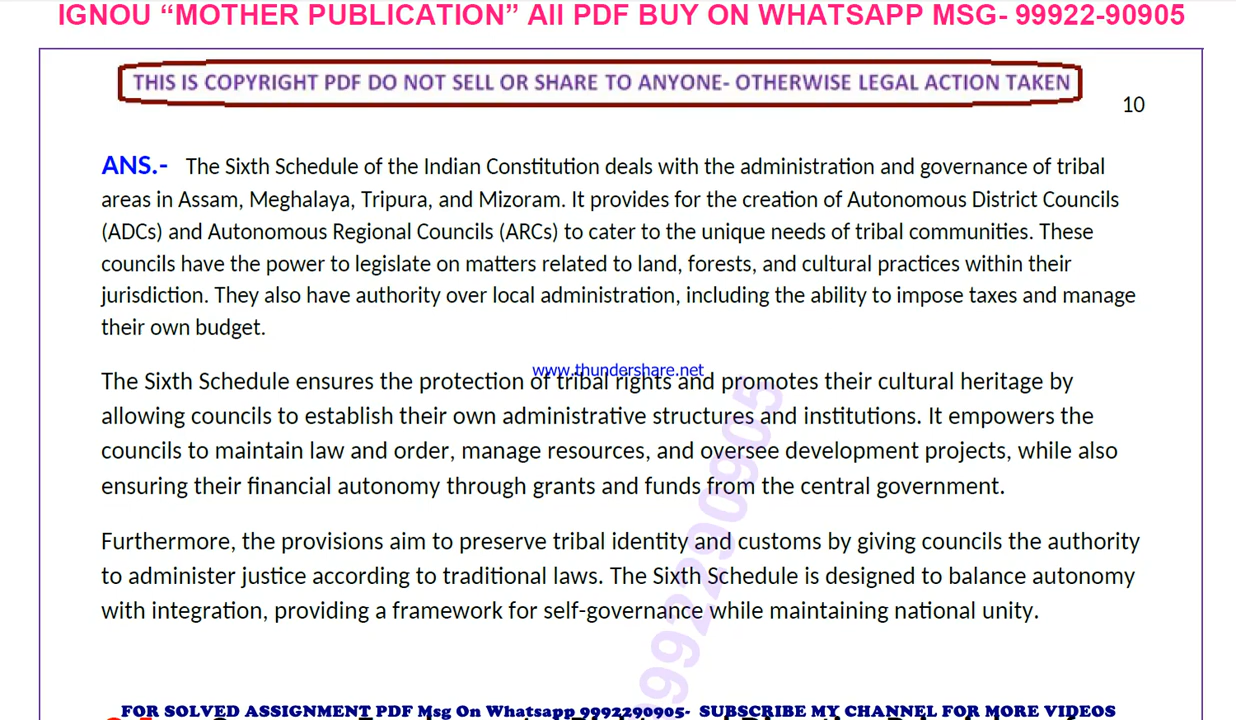 IGNOU “MOTHER PUBLICATION” All PDF BUY ON WHATSAPP MSG- 99922-90905
THIS IS COPYRIGHT PDF DO NOT SELL OR SHARE TO ANYONE- OTHERWISE LEGAL ACTION TAKEN
10
ANS.- The Sixth Schedule of the Indian Constitution deals with the administration and governance of tribal
areas in Assam, Meghalaya, Tripura, and Mizoram. It provides for the creation of Autonomous District Councils
(ADCs) and Autonomous Regional Councils (ARCs) to cater to the unique needs of tribal communities. These
councils have the power to legislate on matters related to land, forests, and cultural practices within their
jurisdiction. They also have authority over local administration, including the ability to impose taxes and manage
their own budget.
www.thundershare.net
The Sixth Schedule ensures the protection of tribal rights and promotes their cultural heritage by
allowing councils to establish their own administrative structures and institutions. It empowers the
councils to maintain law and order, manage resources, and oversee development projects, while also
ensuring their financial autonomy through grants and funds from the central government.
Furthermore, the provisions aim to preserve tribal identity and customs by giving councils the authority
to administer justice according to traditional laws. The Sixth Schedule is designed to balance autonomy
with integration, providing a framework for self-governance while maintaining national unity.
9992290905
FOR SOLVED ASSIGNMENT PDF Msg On Whatsapp 9992290905- SUBSCRIBE MY CHANNEL FOR MORE VIDEOS